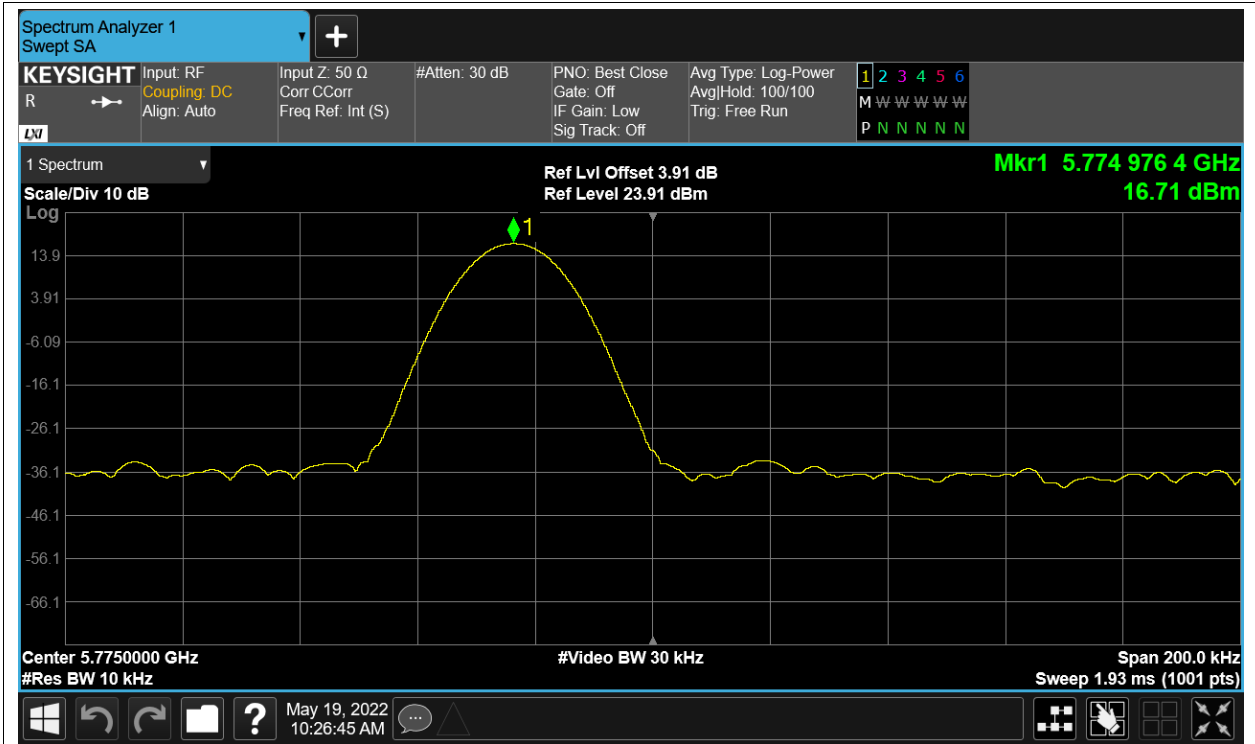 Spectrum Analyzer 1
Swept SA
KEYSIGHT
R
LXI
Input: RF
Coupling: DC
Align: Auto
Input Z: 50 Ω
Corr CCorr
Freq Ref: Int (S)
#Atten: 30 dB
PNO: Best Close
Gate: Off
IF Gain: Low
Sig Track: Off
Avg Type: Log-Power
Avg|Hold: 100/100
Trig: Free Run
1 2 3 4 5 6
M W W W W W
P N N N N N
1 Spectrum
Scale/Div 10 dB
Ref Lvl Offset 3.91 dB
Ref Level 23.91 dBm
Mkr1 5.774 976 4 GHz
16.71 dBm
Log
1
13.9
3.91
-6.09
-16.1
-26.1
-36.1
-46.1
-56.1
-66.1
Center 5.7750000 GHz
#Video BW 30 kHz
Span 200.0 kHz
#Res BW 10 kHz
Sweep 1.93 ms (1001 pts)
?
May 19, 2022
10:26:45 AM